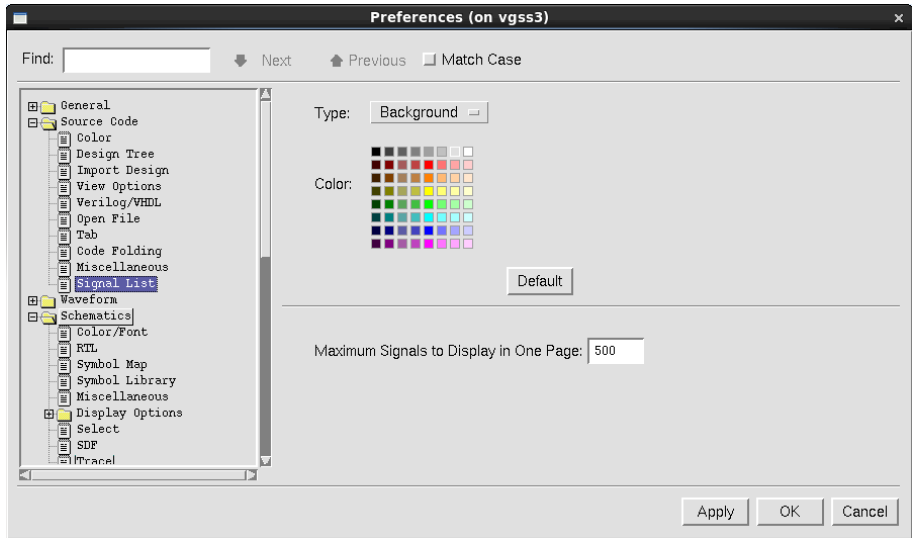 Preferences (on vgss3)
Find:
Next
Previous
Match Case
General
Source Code
Color
Design Tree
Import Design
View Options
Verilog/VHDL
Open File
Tab
Code Folding
Miscellaneous
Signal List
Waveform
Schematics
Color/Font
RTL
Symbol Map
Symbol Library
Miscellaneous
Display Options
Select
SDF
Trace
Type: Background
Color:
Default
Maximum Signals to Display in One Page: 500
Apply OK Cancel